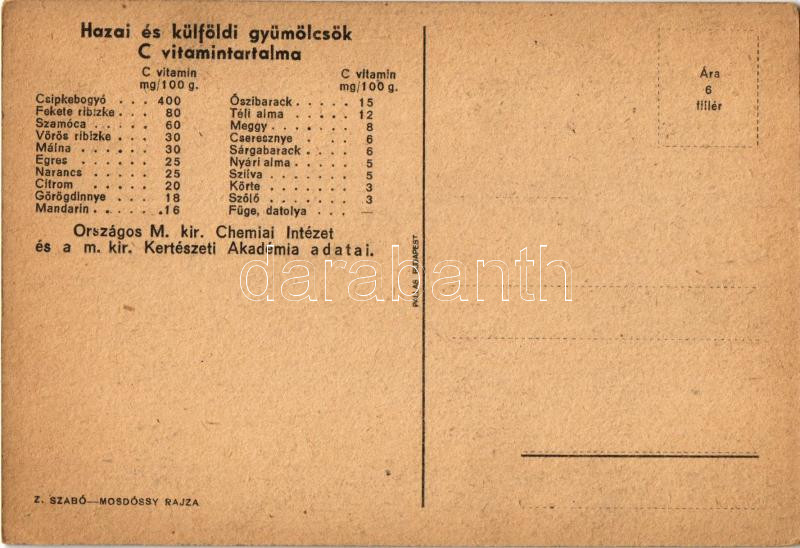 Hazai és külföldi gyümölcsök
C vitamintartalma
C vitamin
mg/100 g.
Csipkebogyó . . . 400
Fekete ribizke . . . 80
Szamóca . . . . . 60
Vörös ribizke . . . 30
Málna . . . . . . 30
Egres . . . . . . 25
Narancs . . . . . 25
Citrom . . . . . 20
Görögdinnye . . . 18
Mandarin . . . . . 16
C vitamin
mg/100 g.
Őszibarack . . . . . 15
Téli alma . . . . . 12
Meggy . . . . . . 8
Cseresznye . . . . 6
Sárgabarack . . . . 6
Nyári alma . . . . 5
Szilva . . . . . . 5
Körte . . . . . . 3
Szőlő . . . . . . 3
Füge, datolya . . . —
Országos M. kir. Chemiai Intézet
és a m. kir. Kertészeti Akadémia adatai.
Z. SZABÓ—MOSDÓSSY RAJZA
PALLAS BUDAPEST
Ára
6
fillér
darabanth